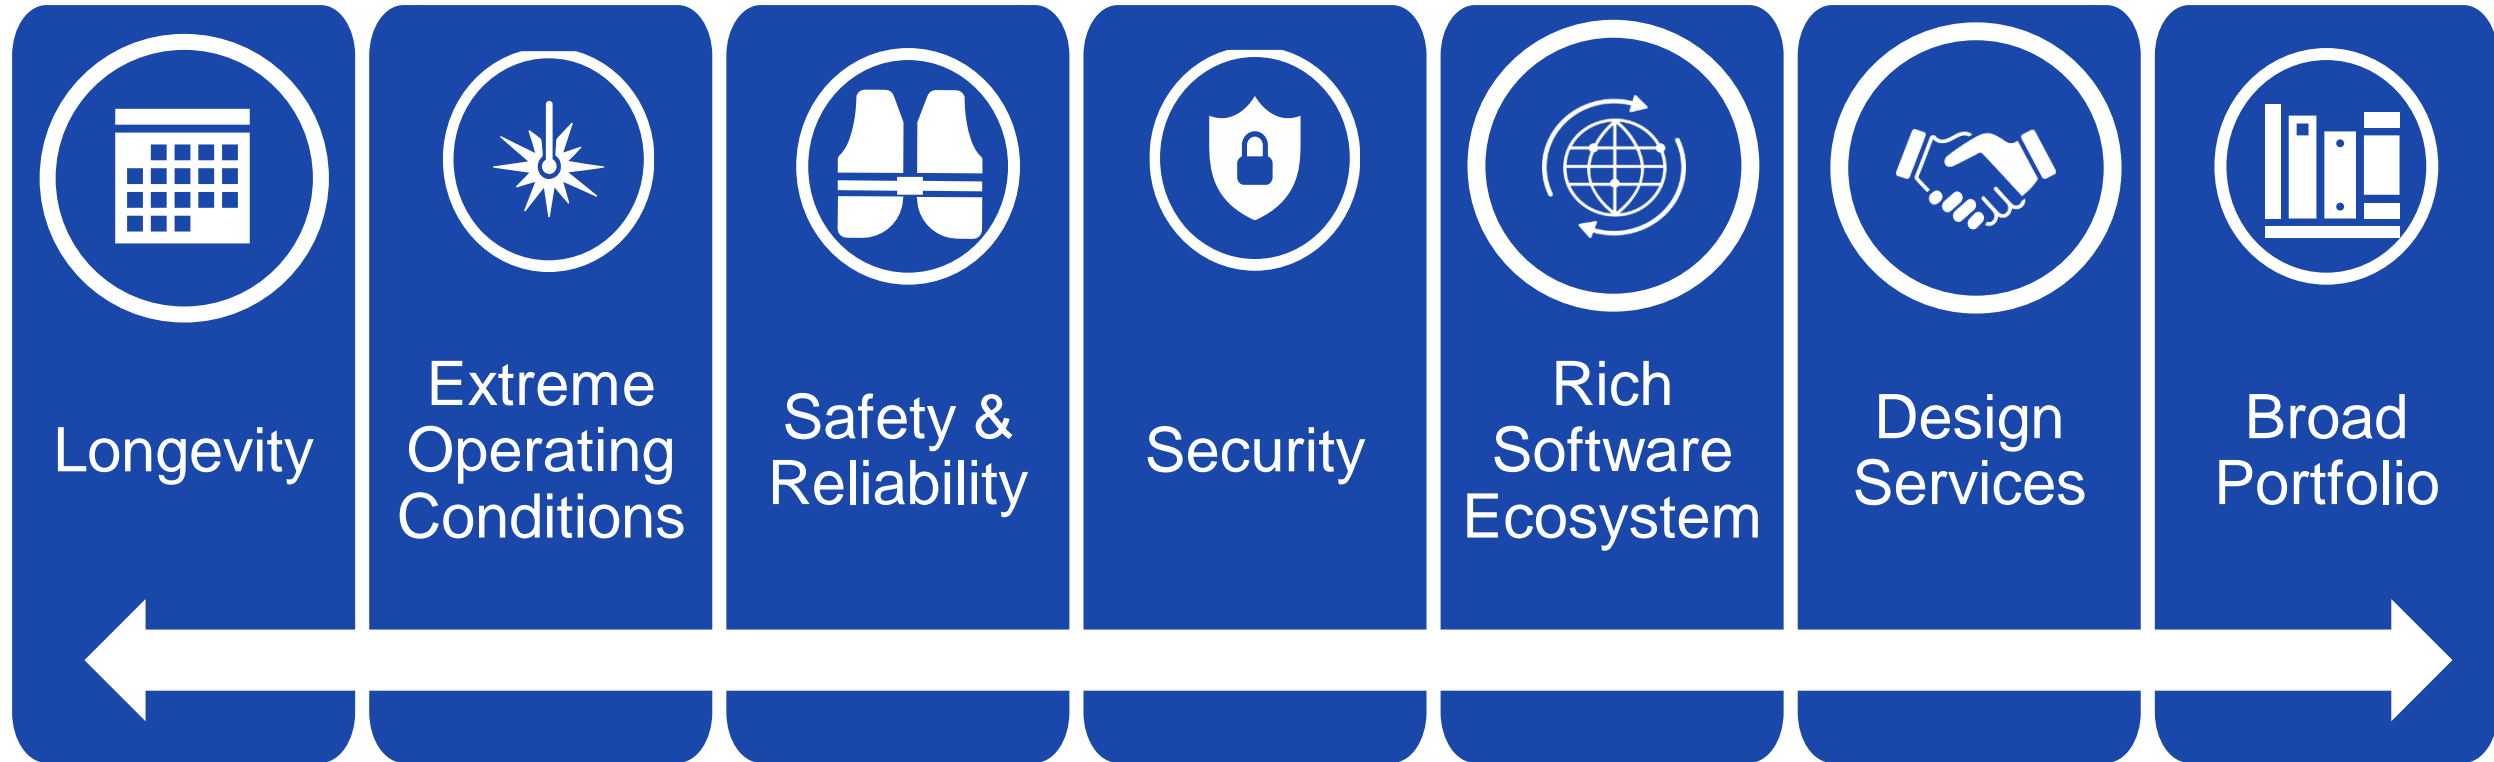 Longevity
Extreme
Operating
Conditions
Safety &
Reliability
Security
Rich
Software
Ecosystem
Design
Services
Broad
Portfolio